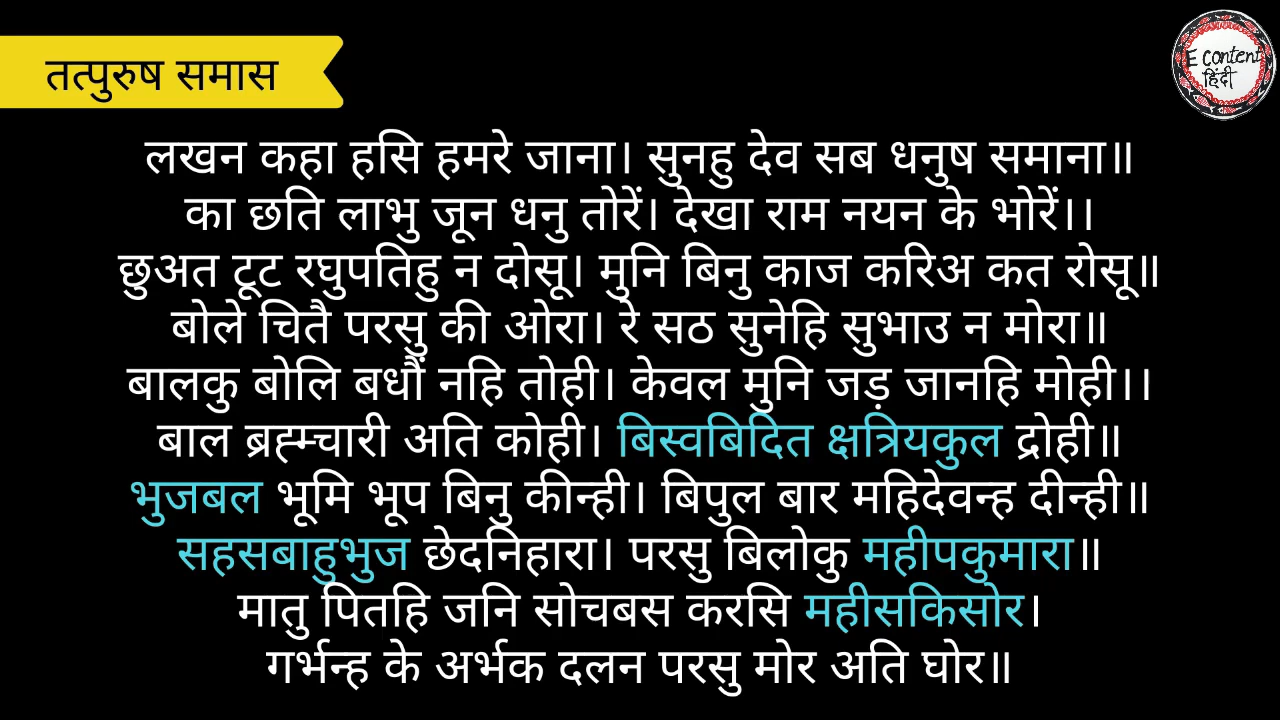 तत्पुरुष समास
E content
हिंदी
लखन कहा हसि हमरे जाना। सुनहु देव सब धनुष समाना॥
का छति लाभु जून धनु तोरें। देखा राम नयन के भोरें।।
छुअत टूट रघुपतिहु न दोसू। मुनि बिनु काज करिअ कत रोसू॥
बोले चितै परसु की ओरा। रे सठ सुनेहि सुभाउ न मोरा॥
बालकु बोलि बधौं नहि तोही। केवल मुनि जड़ जानहि मोही।।
बाल ब्रह्म्चारी अति कोही। बिस्वबिदित क्षत्रियकुल द्रोही॥
भुजबल भूमि भूप बिनु कीन्ही। बिपुल बार महिदेवन्ह दीन्ही॥
सहसबाहुभुज छेदनिहारा। परसु बिलोकु महीपकुमारा॥
मातु पितहि जनि सोचबस करसि महीसकिसोर।
गर्भन्ह के अर्भक दलन परसु मोर अति घोर॥